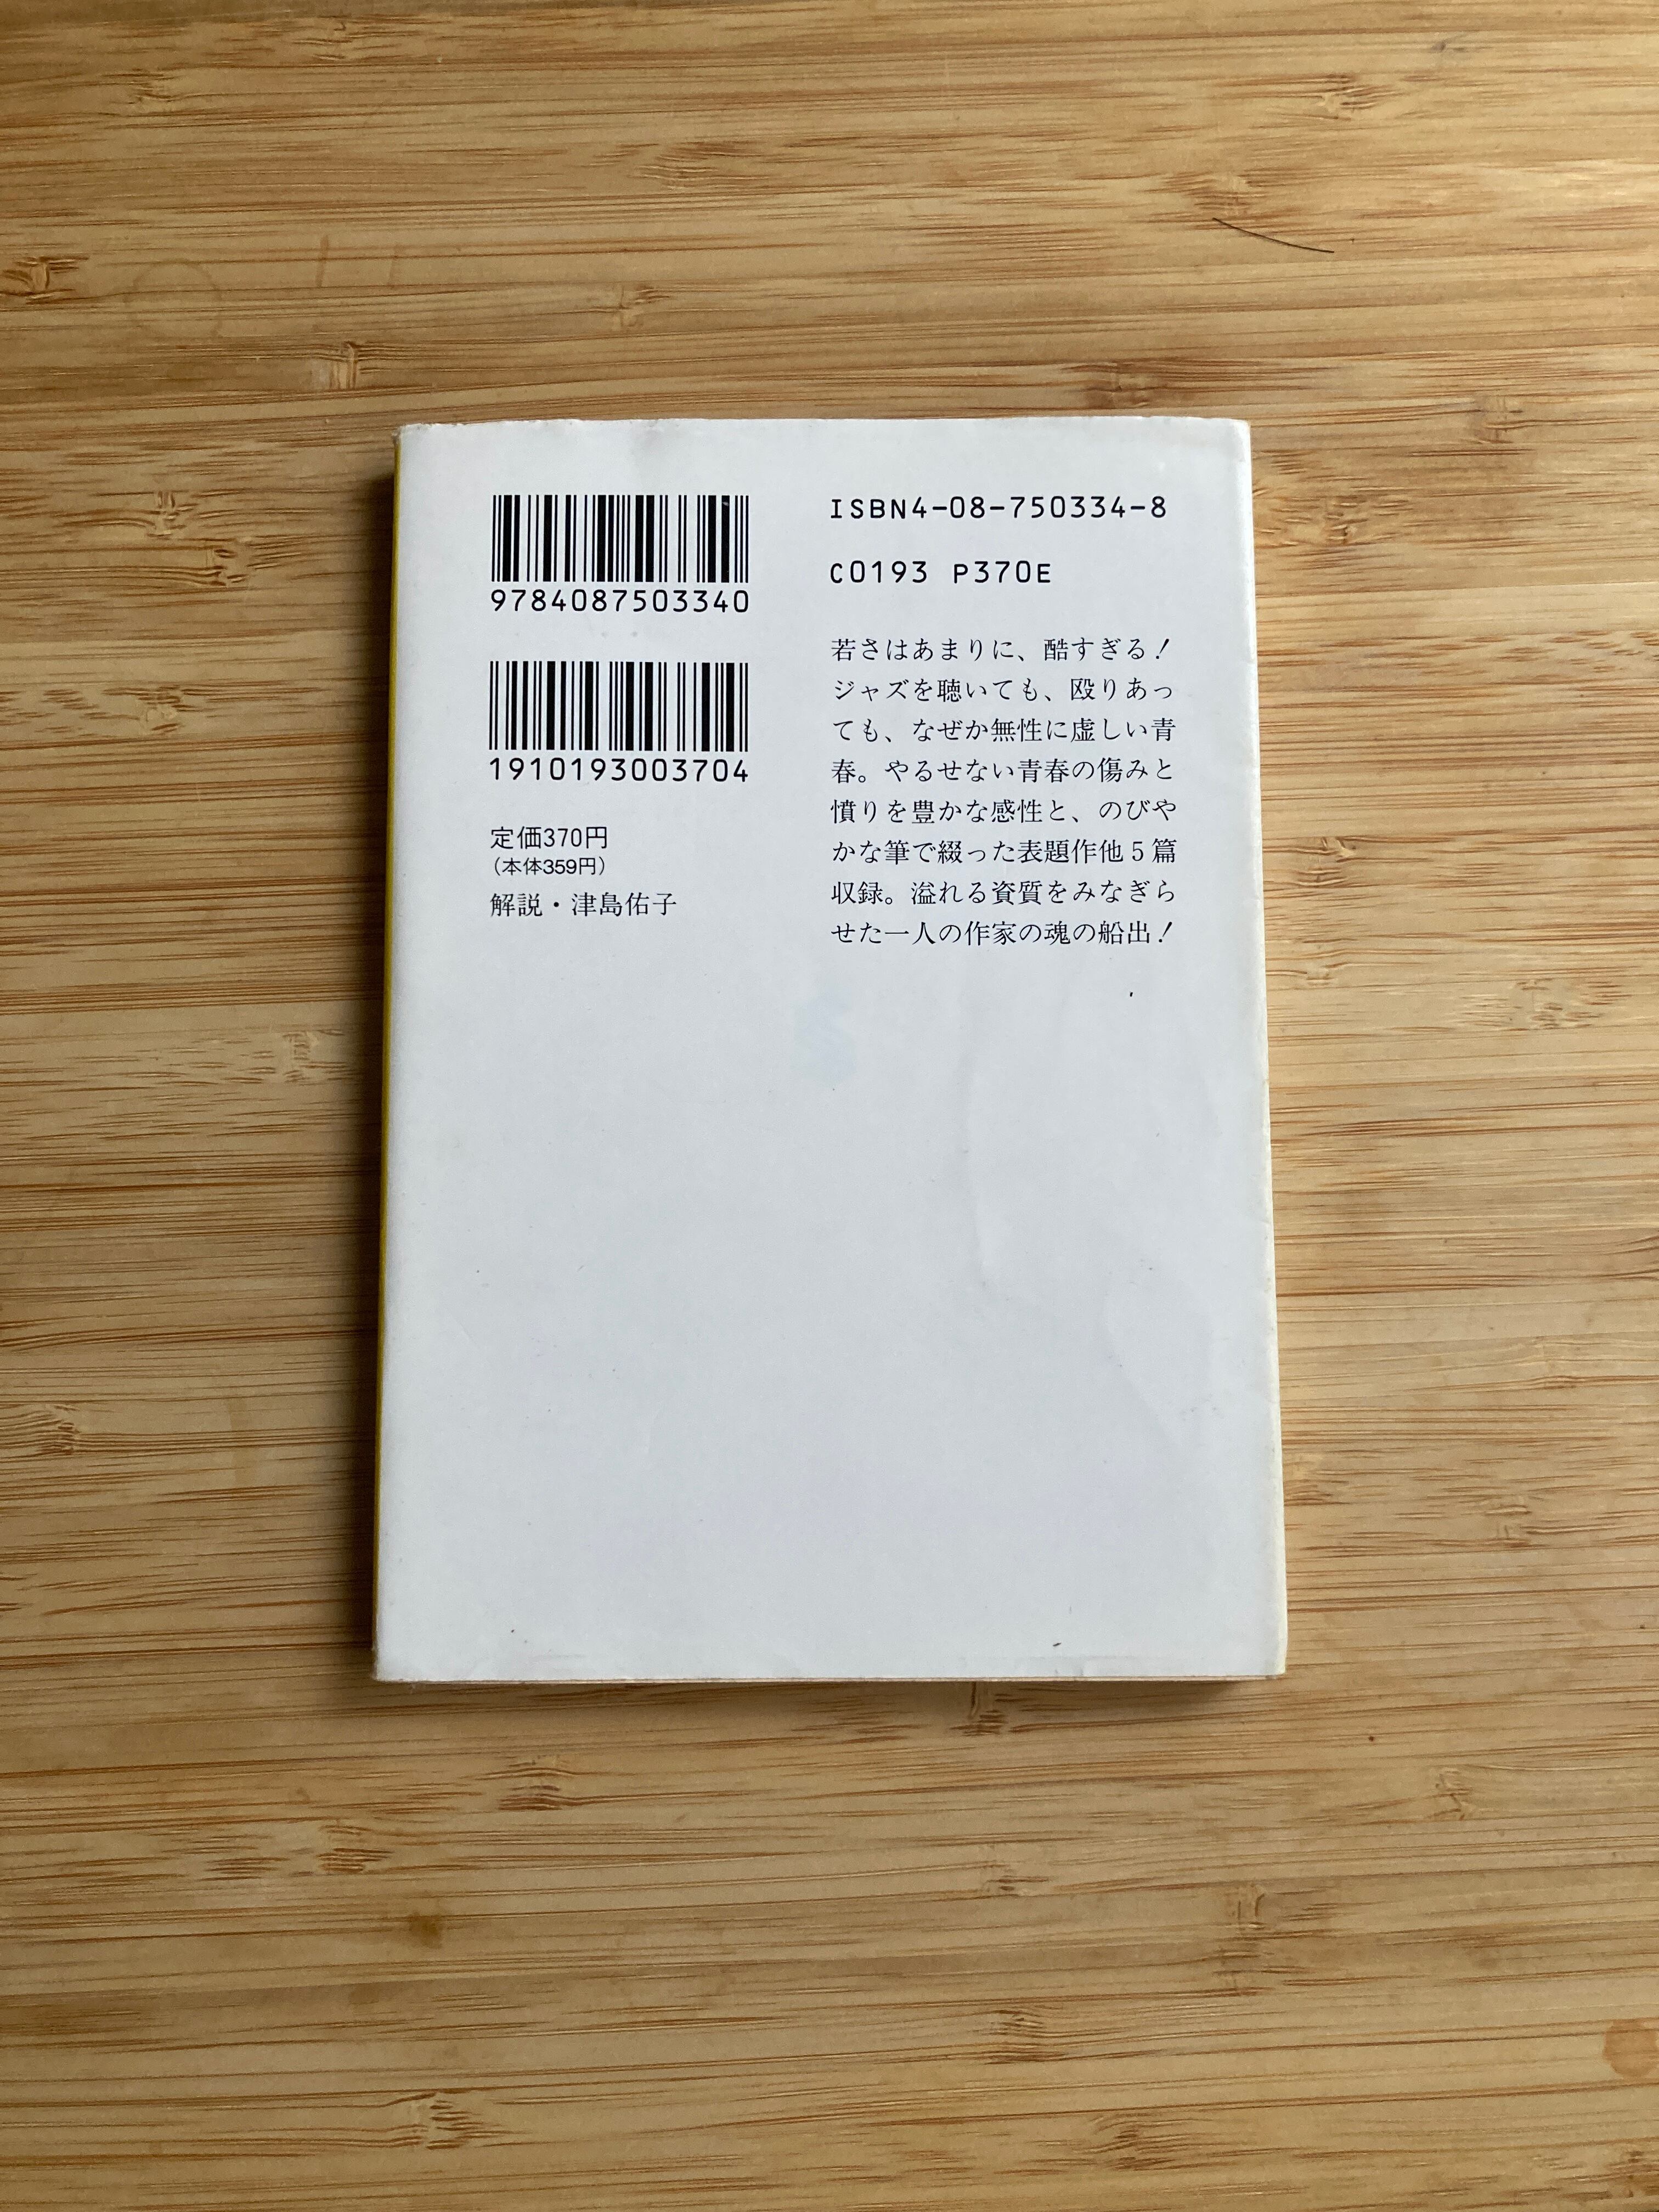 9784087503340
1910193003704
定価370円
（本体359円）
解説・津島佑子
ISBN4-08-750334-8
C0193 P370E
若さはあまりに、酷すぎる！
ジャズを聴いても、殴りあっ
ても、なぜか無性に虚しい青
春。やるせない青春の傷みと
憤りを豊かな感性と、のびや
かな筆で綴った表題作他5篇
収録。溢れる資質をみなぎら
せた一人の作家の魂の船出！